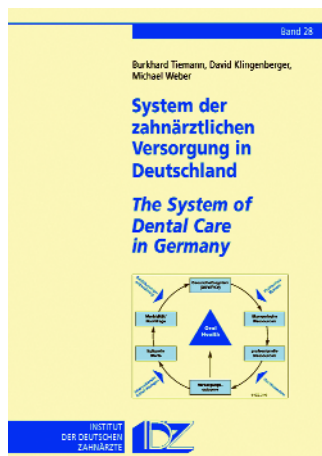 Band 28
Burkhard Tiemann, David Klingenberger,
Michael Weber
System der
zahnärztlichen
Versorgung in
Deutschland
The System of
Dental Care
in Germany
Oral
Health
INSTITUT
DER DEUTSCHEN
ZAHNÄRZTE
IDZ